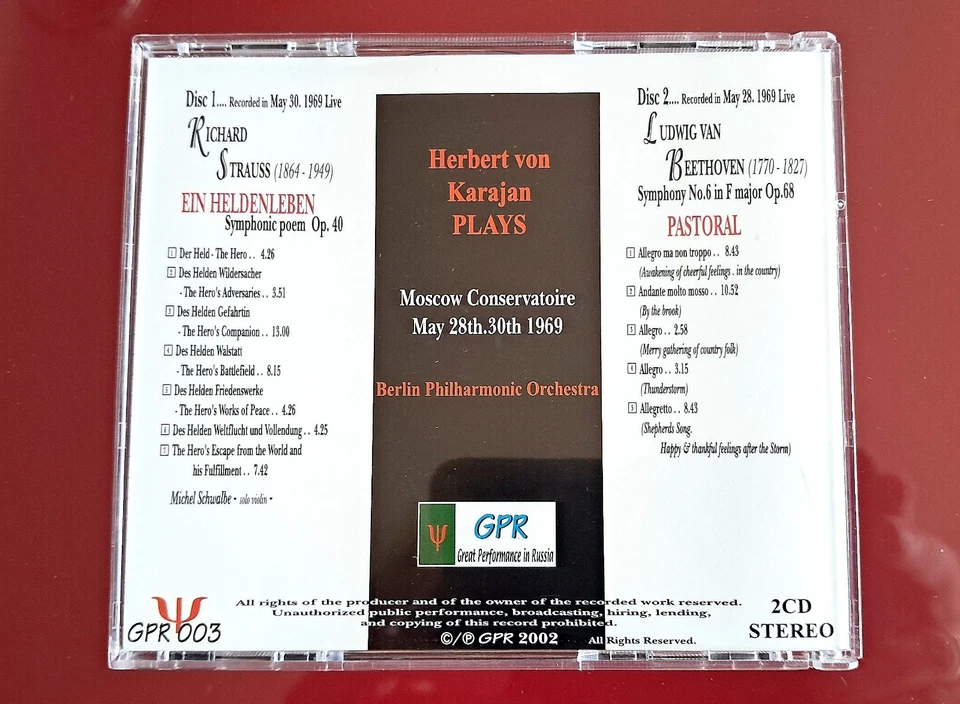 Disc 1.... Recorded in May 30. 1969 Live
RICHARD
STRAUSS (1864 - 1949)
EIN HELDENLEBEN
Symphonic poem Op. 40
1 Der Held - The Hero . . 4.26
2 Des Helden Wildersacher
- The Hero's Adversaries . . 3.51
3 Des Helden Gefahrtin
- The Hero's Companion . . 13.00
4 Des Helden Walstatt
- The Hero's Battlefield . . 8.15
5 Des Helden Friedenswerke
- The Hero's Works of Peace . . 4.26
6 Des Helden Weltflucht und Vollendung . . 4.25
7 The Hero's Escape from the World and
his Fulfillment . . 7.42
Michel Schwalbe - solo violin -
Herbert von
Karajan
PLAYS
Moscow Conservatoire
May 28th.30th 1969
Berlin Philharmonic Orchestra
GPR
Great Performance in Russia
Disc 2.... Recorded in May 28. 1969 Live
LUDWIG VAN
BEETHOVEN (1770 - 1827)
Symphony No.6 in F major Op.68
PASTORAL
1 Allegro ma non troppo . . 8.43
(Awakening of cheerful feelings . in the country)
2 Andante molto mosso . . 10.52
(By the brook)
3 Allegro . . 2.58
(Merry gathering of country folk)
4 Allegro . . 3.15
(Thunderstorm)
5 Allegretto . . 8.43
(Shepherds Song.
Happy & thankful feelings after the Storm)
GPR 003
All rights of the producer and of the owner of the recorded work reserved.
Unauthorized public performance, broadcasting, hiring, lending,
and copying of this record prohibited.
©/℗ GPR 2002
All Rights Reserved.
2CD
STEREO